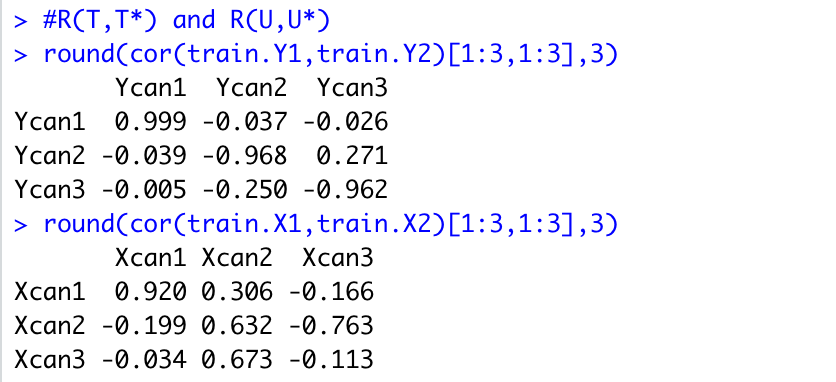 > #R(T,T*) and R(U,U*)
> round(cor(train.Y1,train.Y2)[1:3,1:3],3)
Ycan1 Ycan2 Ycan3
Ycan1 0.999 -0.037 -0.026
Ycan2 -0.039 -0.968 0.271
Ycan3 -0.005 -0.250 -0.962
> round(cor(train.X1,train.X2)[1:3,1:3],3)
Xcan1 Xcan2 Xcan3
Xcan1 0.920 0.306 -0.166
Xcan2 -0.199 0.632 -0.763
Xcan3 -0.034 0.673 -0.113